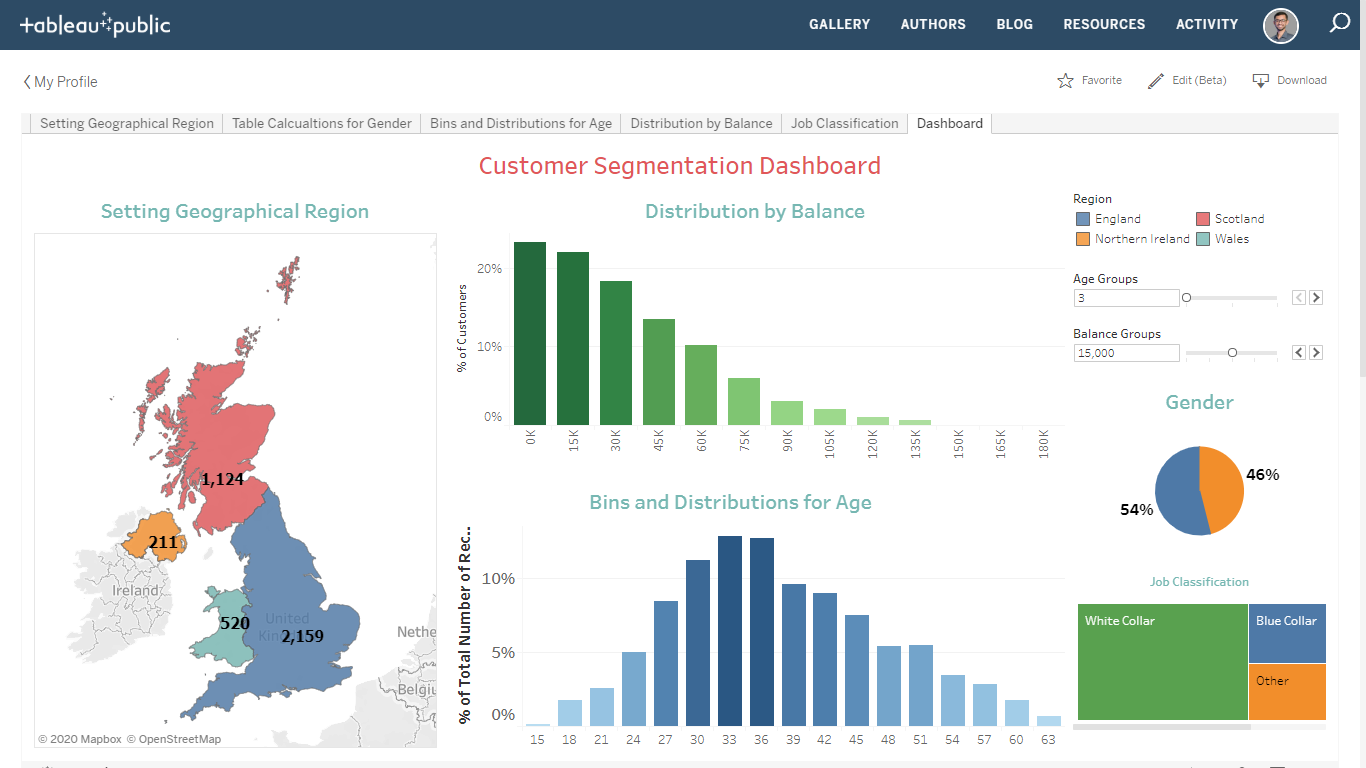 tableau public
GALLERY AUTHORS BLOG RESOURCES ACTIVITY
My Profile
Favorite Edit (Beta) Download
Setting Geographical Region Table Calcualtions for Gender Bins and Distributions for Age Distribution by Balance Job Classification Dashboard
Customer Segmentation Dashboard
Setting Geographical Region
1,124
211
Ireland
520
United
2,159
Nethe
Belgiu
© 2020 Mapbox © OpenStreetMap
Distribution by Balance
% of Customers
20%
10%
0%
0K 15K 30K 45K 60K 75K 90K 105K 120K 135K 150K 165K 180K
Bins and Distributions for Age
% of Total Number of Rec..
10%
5%
0%
15 18 21 24 27 30 33 36 39 42 45 48 51 54 57 60 63
Region
England Scotland
Northern Ireland Wales
Age Groups
3
Balance Groups
15,000
Gender
46%
54%
Job Classification
White Collar Blue Collar
Other